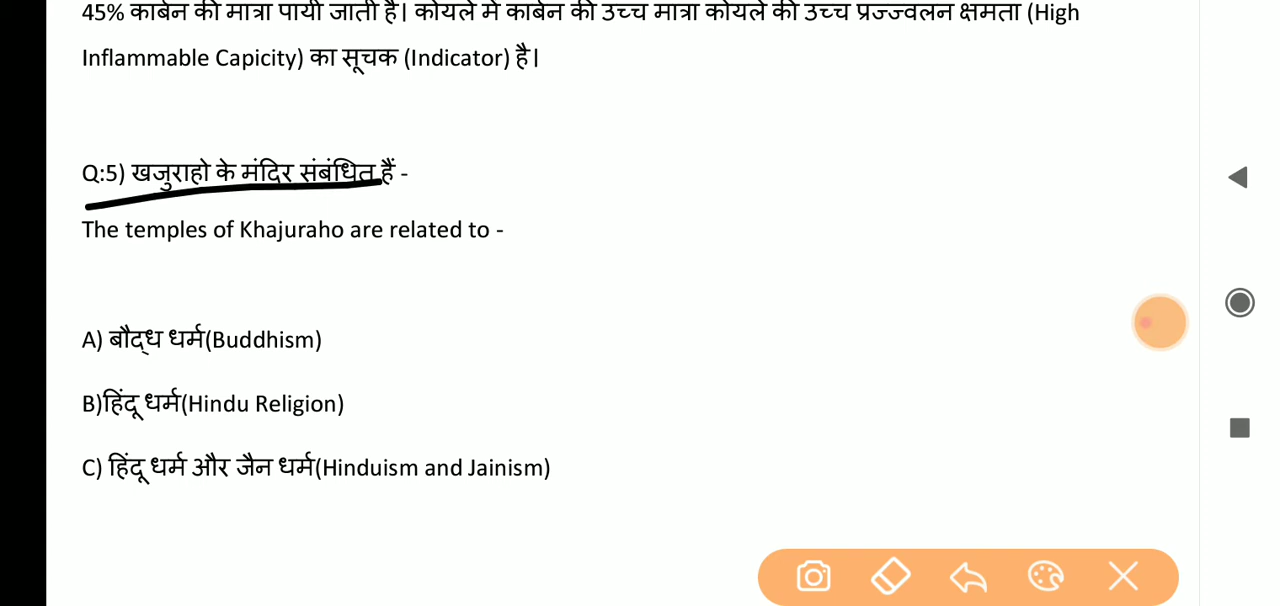 45% कार्बन की मात्रा पायी जाती है। कोयले में कार्बन की उच्च मात्रा कोयले की उच्च प्रज्ज्वलन क्षमता (High
Inflammable Capicity) का सूचक (Indicator) है।
Q:5) खजुराहो के मंदिर संबंधित हैं -
The temples of Khajuraho are related to -
A) बौद्ध धर्म(Buddhism)
B)हिंदू धर्म(Hindu Religion)
C) हिंदू धर्म और जैन धर्म(Hinduism and Jainism)